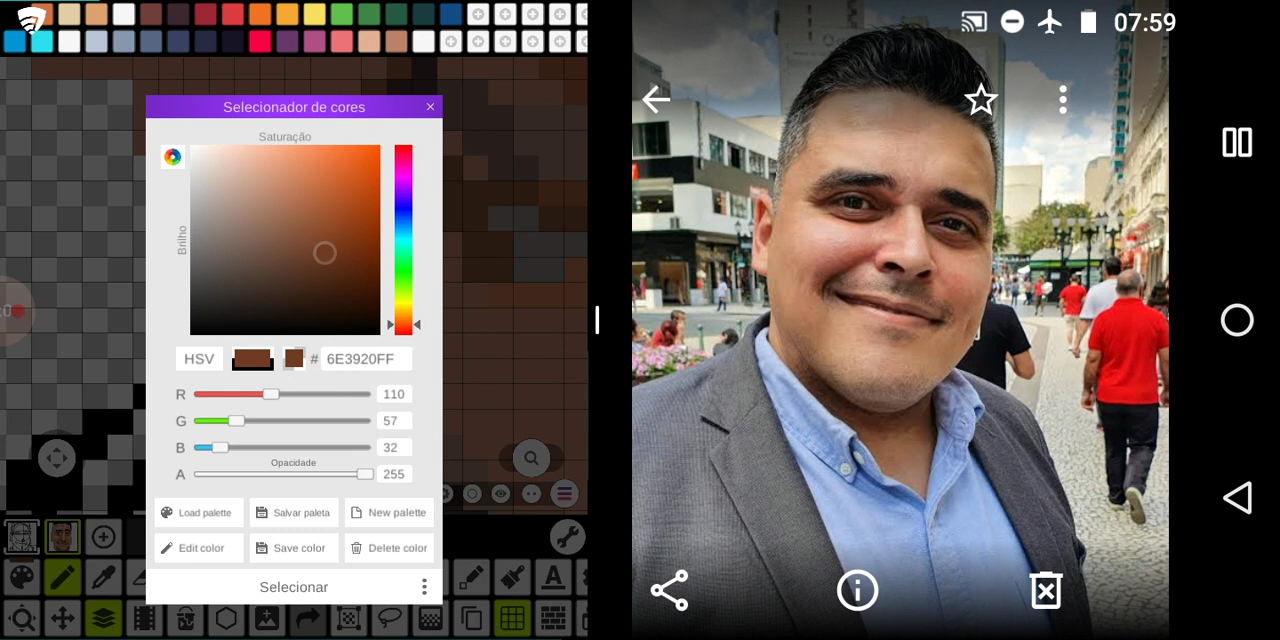 Selecionador de cores
Saturação
Brilho
HSV
# 6E3920FF
R 110
G 57
B 32
Opacidade
A 255
Load palette
Salvar paleta
New palette
Edit color
Save color
Delete color
Selecionar
A
07:59